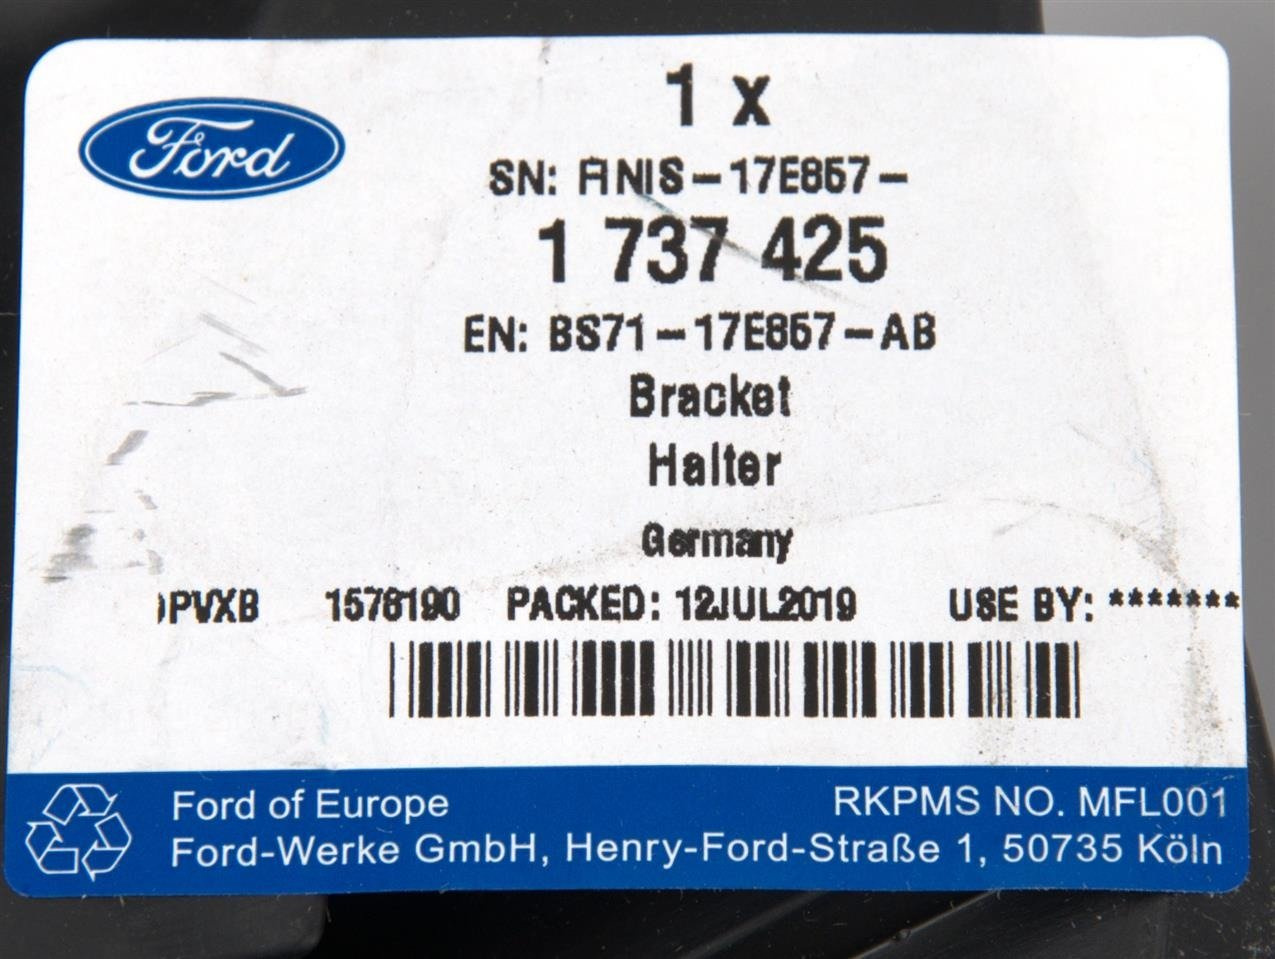 Ford
1 x
SN: FINIS-17E857-
1 737 425
EN: BS71-17E857-AB
Bracket
Halter
Germany
PVXB 1576190 PACKED: 12JUL2019 USE BY: *******
Ford of Europe RKPMS NO. MFL001
Ford-Werke GmbH, Henry-Ford-Straße 1, 50735 Köln